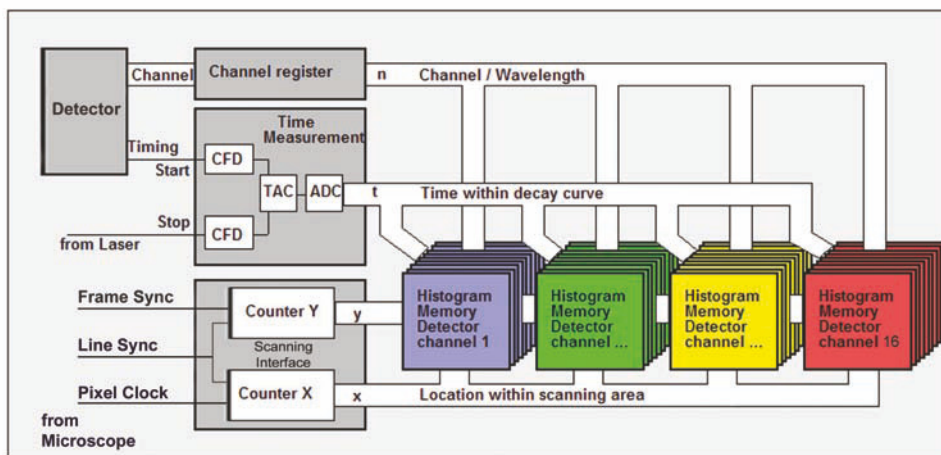 Detector
Channel
Channel register
n
Channel / Wavelength
Time
Measurement
Timing
Start
CFD
TAC
ADC
t
Time within decay curve
Stop
from Laser
CFD
Frame Sync
Counter Y
y
Line Sync
Scanning
Interface
Pixel Clock
Counter X
x
Location within scanning area
from
Microscope
Histogram
Memory
Detector
channel 1
Histogram
Memory
Detector
channel ...
Histogram
Memory
Detector
channel ...
Histogram
Memory
Detector
channel 16